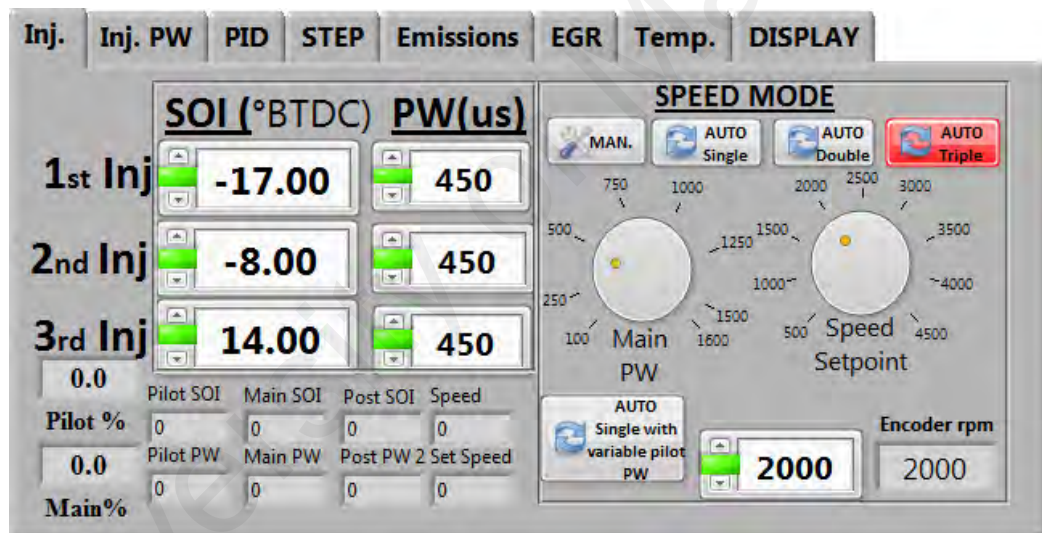 Inj. Inj. PW PID STEP Emissions EGR Temp. DISPLAY
SOI (°BTDC) PW(us)
1st Inj -17.00 450
2nd Inj -8.00 450
3rd Inj 14.00 450
0.0
Pilot %
0.0
Main%
Pilot SOI Main SOI Post SOI Speed
0 0 0 0
Pilot PW Main PW Post PW 2 Set Speed
0 0 0 0
SPEED MODE
MAN.
AUTO
Single
AUTO
Double
AUTO
Triple
100 250 500 750 1000 1250 1500 1600
Main
PW
500 1000 1500 2000 2500 3000 3500 4000 4500
Speed
Setpoint
AUTO
Single with
variable pilot
PW
2000
Encoder rpm
2000